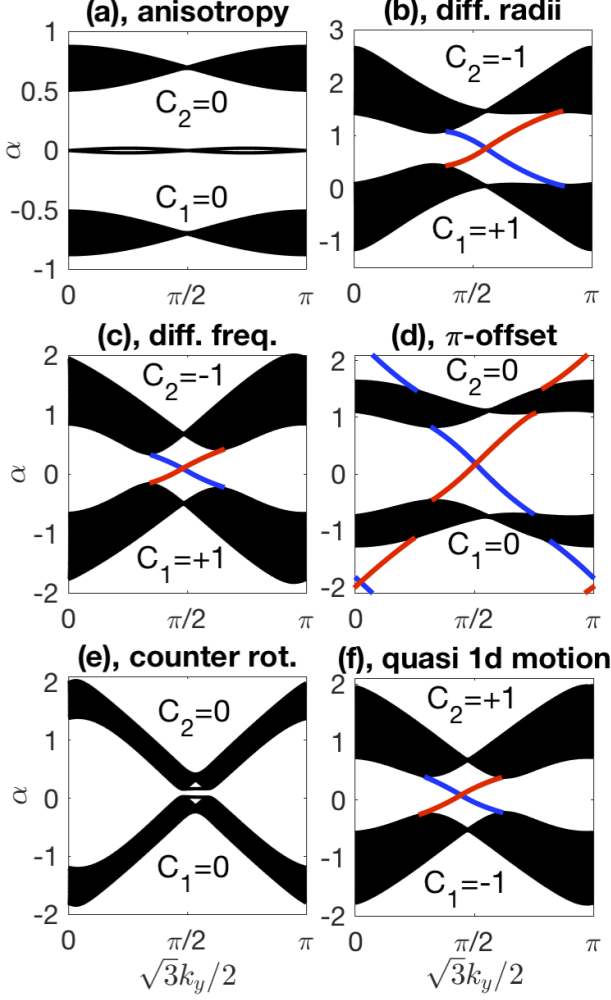 (a), anisotropy
1
0.5
0
-0.5
-1
α
C₂=0
C₁=0
0
π/2
π
(b), diff. radii
3
2
1
0
-1
C₂=-1
C₁=+1
0
π/2
π
(c), diff. freq.
2
1
0
-1
-2
α
C₂=-1
C₁=+1
0
π/2
π
(d), π-offset
2
1
0
-1
-2
C₂=0
C₁=0
0
π/2
π
(e), counter rot.
2
1
0
-1
-2
α
C₂=0
C₁=0
0
π/2
π
√3k_y/2
(f), quasi 1d motion
2
1
0
-1
-2
C₂=+1
C₁=-1
0
π/2
π
√3k_y/2